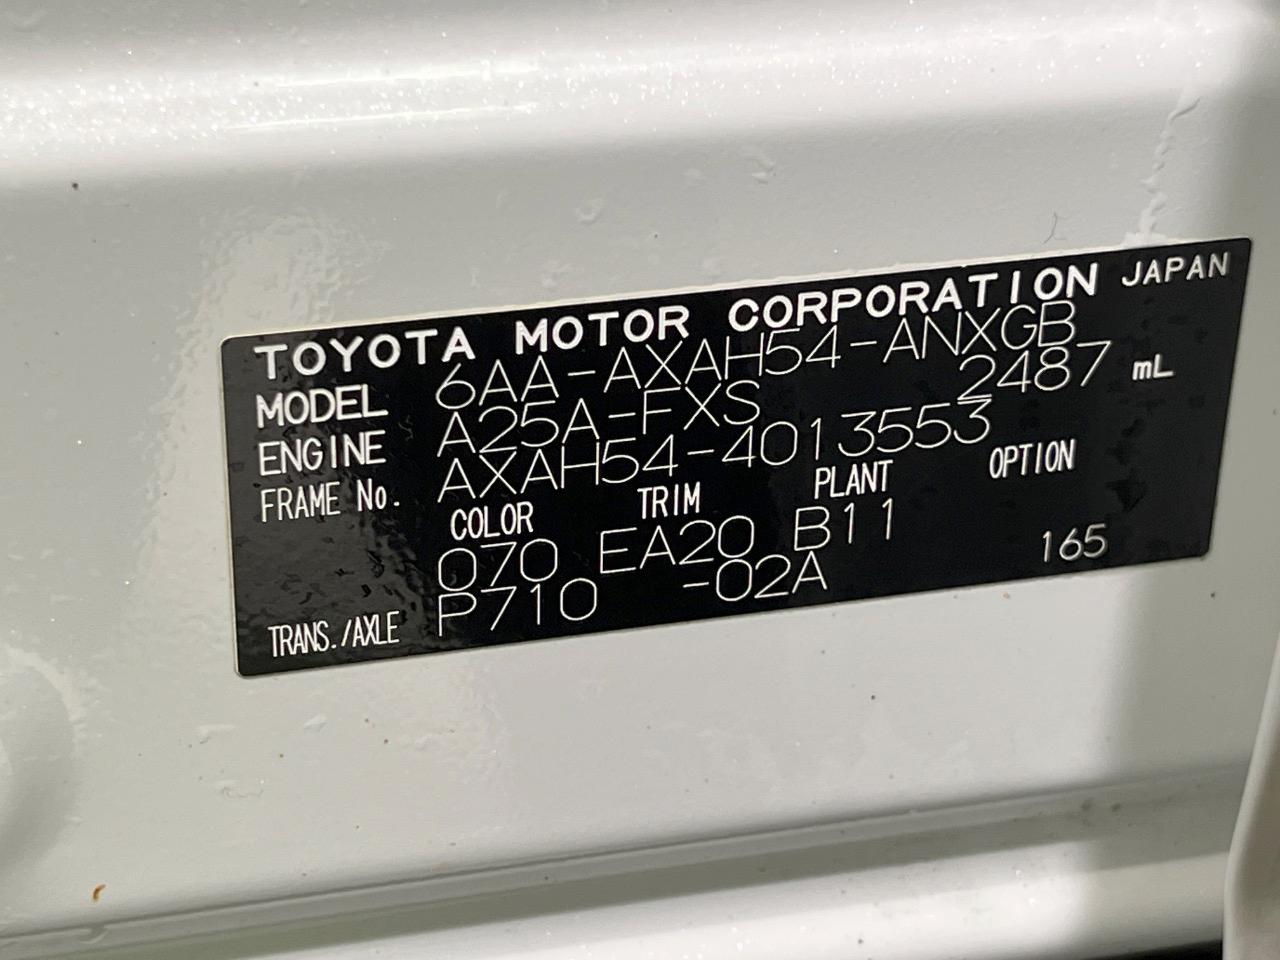 TOYOTA MOTOR CORPORATION JAPAN
MODEL 6AA-AXAH54-ANXGB
ENGINE A25A-FXS 2487 mL
FRAME No. AXAH54-4013553
COLOR TRIM PLANT OPTION
070 EA20 B11
TRANS./AXLE P710 -02A 165